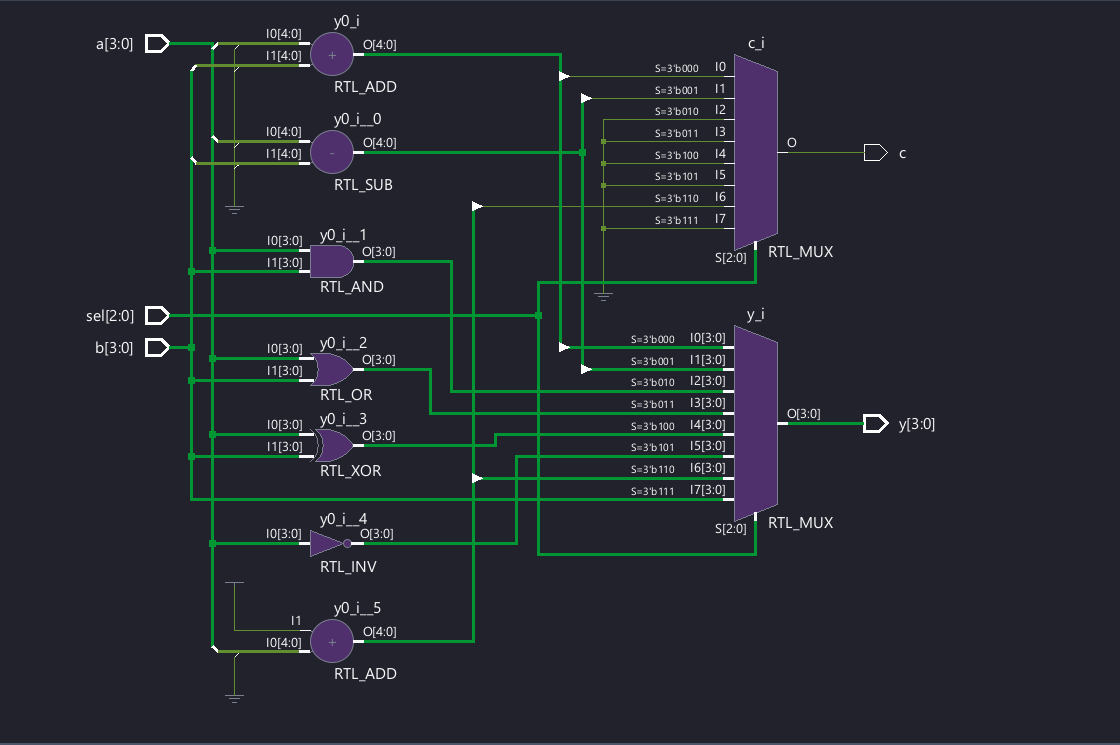 a[3:0]
I0[4:0]
I1[4:0]
y0_i
+
O[4:0]
RTL_ADD
y0_i__0
I0[4:0]
I1[4:0]
-
O[4:0]
RTL_SUB
y0_i__1
I0[3:0]
I1[3:0]
O[3:0]
RTL_AND
sel[2:0]
b[3:0]
y0_i__2
I0[3:0]
I1[3:0]
O[3:0]
RTL_OR
y0_i__3
I0[3:0]
I1[3:0]
O[3:0]
RTL_XOR
y0_i__4
I0[3:0]
O[3:0]
RTL_INV
y0_i__5
I1
I0[4:0]
+
O[4:0]
RTL_ADD
c_i
S=3'b000 I0
S=3'b001 I1
S=3'b010 I2
S=3'b011 I3
S=3'b100 I4
S=3'b101 I5
S=3'b110 I6
S=3'b111 I7
S[2:0]
RTL_MUX
O
c
y_i
S=3'b000 I0[3:0]
S=3'b001 I1[3:0]
S=3'b010 I2[3:0]
S=3'b011 I3[3:0]
S=3'b100 I4[3:0]
S=3'b101 I5[3:0]
S=3'b110 I6[3:0]
S=3'b111 I7[3:0]
S[2:0]
RTL_MUX
O[3:0]
y[3:0]